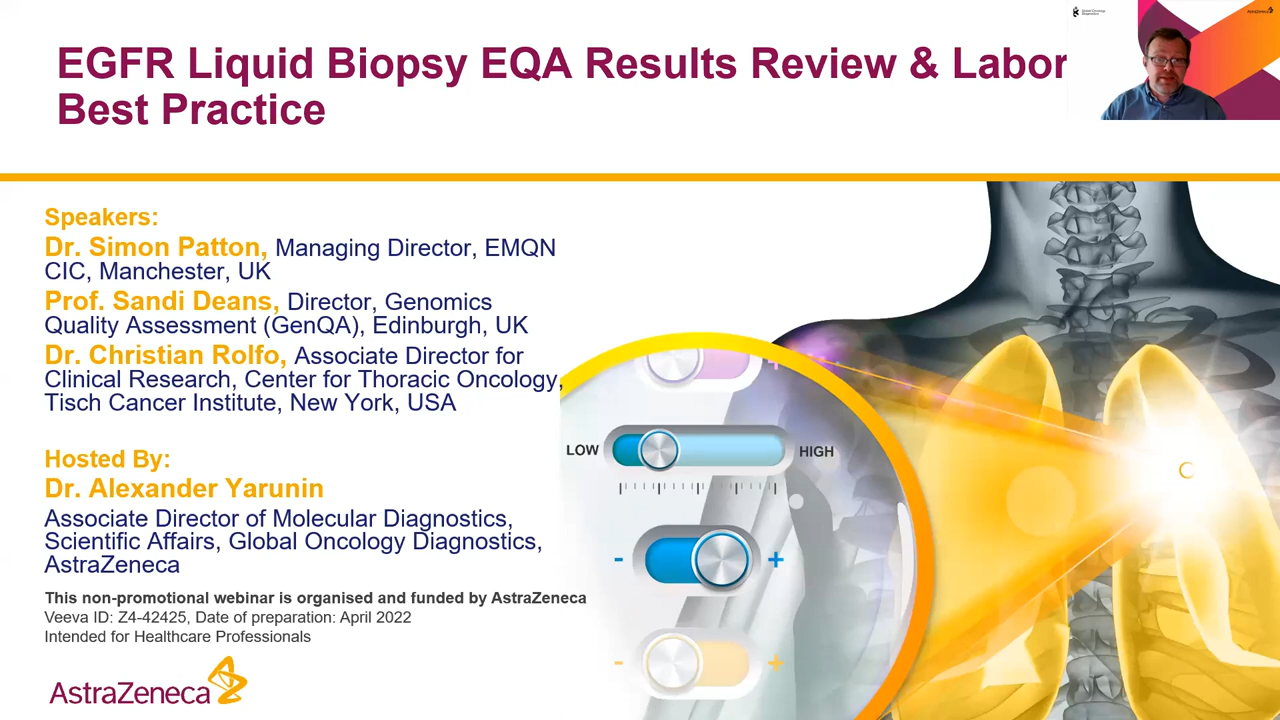 EGFR Liquid Biopsy EQA Results Review & Labor
Best Practice
Global Oncology
Diagnostics
AstraZeneca
Speakers:
Dr. Simon Patton, Managing Director, EMQN
CIC, Manchester, UK
Prof. Sandi Deans, Director, Genomics
Quality Assessment (GenQA), Edinburgh, UK
Dr. Christian Rolfo, Associate Director for
Clinical Research, Center for Thoracic Oncology,
Tisch Cancer Institute, New York, USA
Hosted By:
Dr. Alexander Yarunin
Associate Director of Molecular Diagnostics,
Scientific Affairs, Global Oncology Diagnostics,
AstraZeneca
This non-promotional webinar is organised and funded by AstraZeneca
Veeva ID: Z4-42425, Date of preparation: April 2022
Intended for Healthcare Professionals
AstraZeneca
+
LOW HIGH
- +
- +